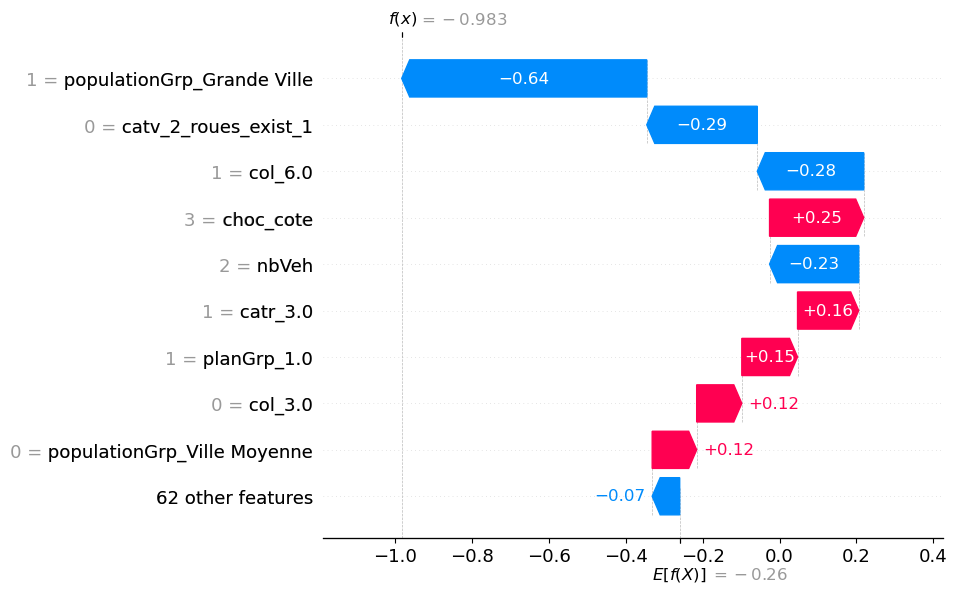 f(x) = −0.983
1 = populationGrp_Grande Ville
−0.64
0 = catv_2_roues_exist_1
−0.29
1 = col_6.0
−0.28
3 = choc_cote
+0.25
2 = nbVeh
−0.23
1 = catr_3.0
+0.16
1 = planGrp_1.0
+0.15
0 = col_3.0
+0.12
0 = populationGrp_Ville Moyenne
+0.12
62 other features
−0.07
−1.0 −0.8 −0.6 −0.4 −0.2 0.0 0.2 0.4
E[f(X)] = −0.26